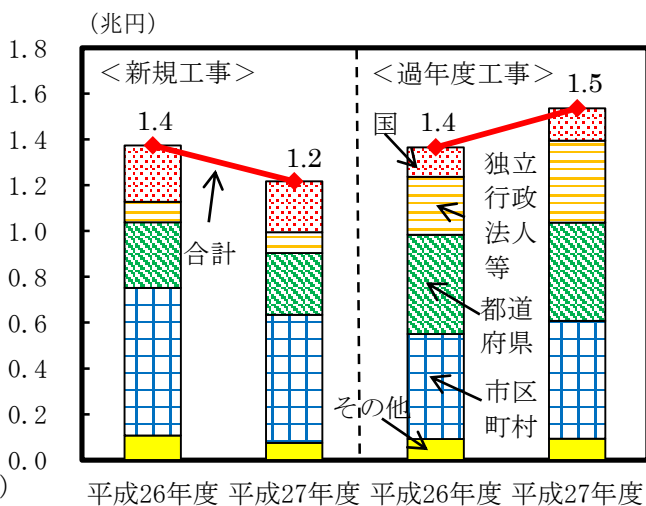 （兆円）
1.8
1.6
1.4
1.2
1.0
0.8
0.6
0.4
0.2
0.0
＜新規工事＞
＜過年度工事＞
1.4
1.2
1.4
1.5
合計
国
独立
行政
法人
等
都道
府県
市区
町村
その他
)
平成26年度 平成27年度 平成26年度 平成27年度